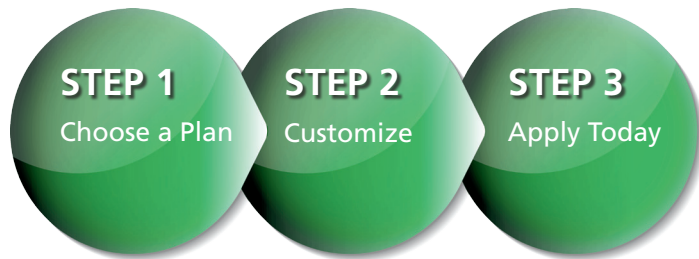 STEP 1
Choose a Plan
STEP 2
Customize
STEP 3
Apply Today